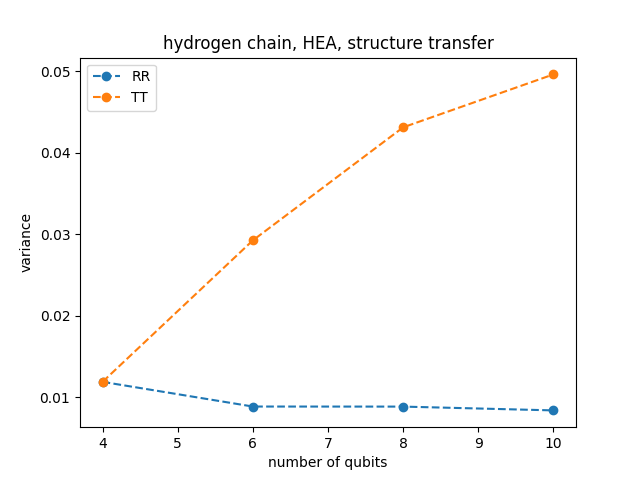 hydrogen chain, HEA, structure transfer
RR
TT
0.05
0.04
0.03
0.02
0.01
variance
4
5
6
7
8
9
10
number of qubits